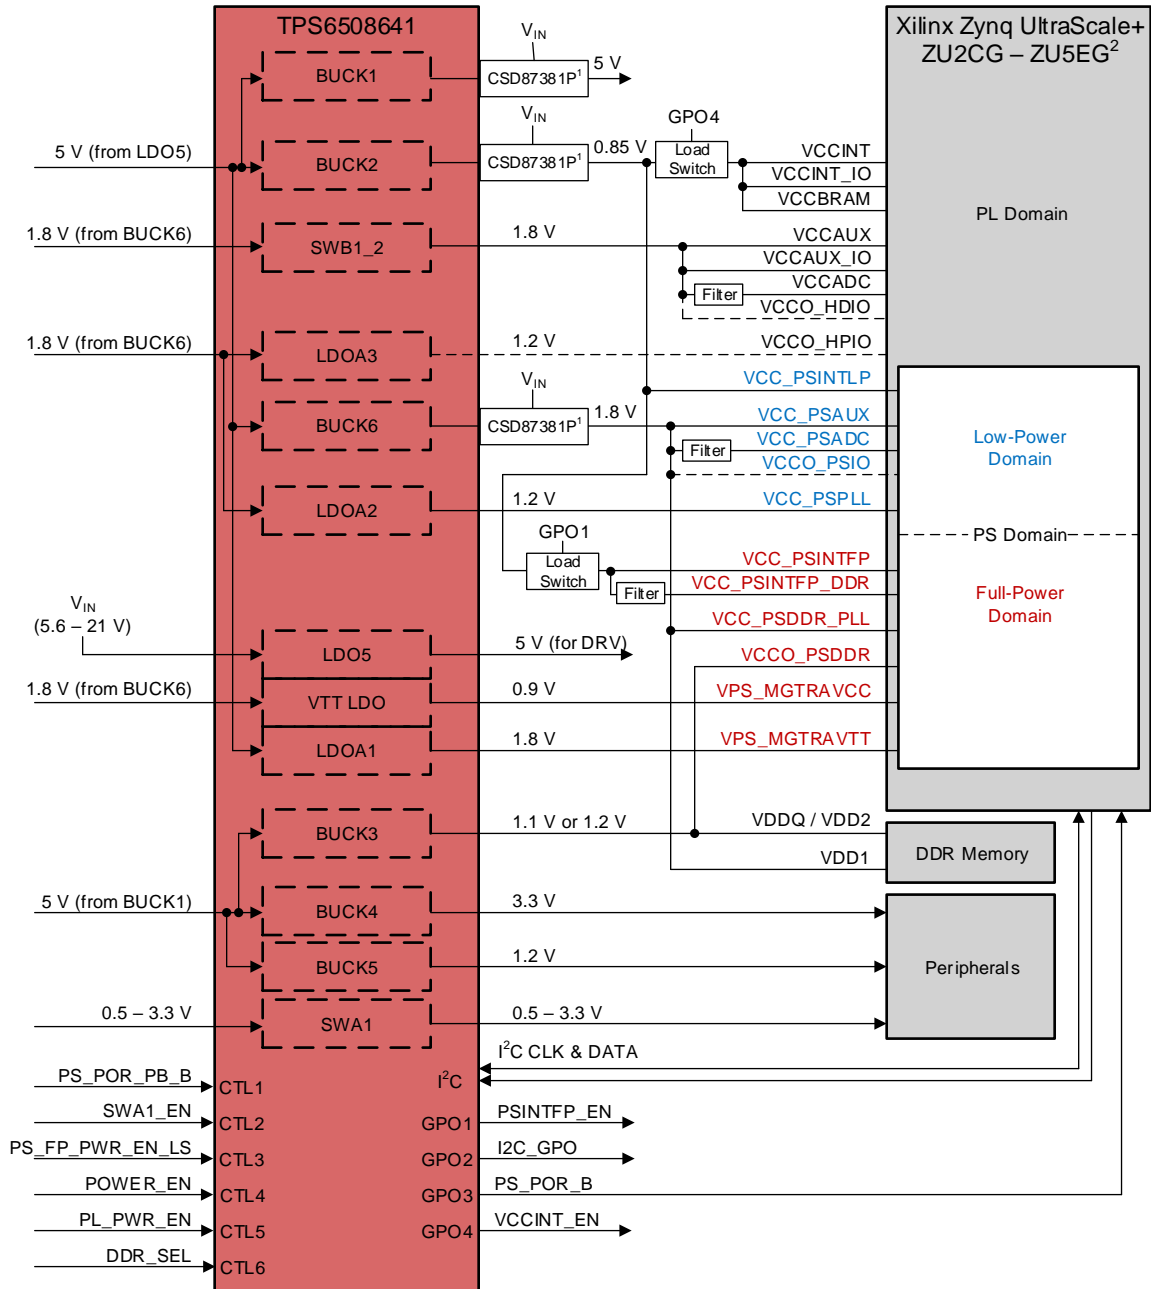 TPS6508641
Xilinx Zynq UltraScale+
ZU2CG – ZU5EG²
V_IN
BUCK1
CSD87381P¹
5 V
V_IN
GPO4
5 V (from LDO5)
BUCK2
CSD87381P¹
0.85 V
Load
Switch
VCCINT
VCCINT_IO
VCCBRAM
PL Domain
1.8 V (from BUCK6)
SWB1_2
1.8 V
VCCAUX
VCCAUX_IO
Filter
VCCADC
VCCO_HDIO
1.8 V (from BUCK6)
LDOA3
1.2 V
VCCO_HPIO
V_IN
VCC_PSINTLP
BUCK6
CSD87381P¹
1.8 V
VCC_PSAUX
Filter
VCC_PSADC
VCCO_PSIO
Low-Power
Domain
LDOA2
1.2 V
VCC_PSPLL
GPO1
PS Domain
Load
Switch
VCC_PSINTFP
Filter
VCC_PSINTFP_DDR
Full-Power
Domain
V_IN
(5.6 – 21 V)
VCC_PSDDR_PLL
LDO5
5 V (for DRV)
VCCO_PSDDR
1.8 V (from BUCK6)
VTT LDO
0.9 V
VPS_MGTRAVCC
LDOA1
1.8 V
VPS_MGTRAVTT
BUCK3
1.1 V or 1.2 V
VDDQ / VDD2
VDD1
DDR Memory
5 V (from BUCK1)
BUCK4
3.3 V
BUCK5
1.2 V
Peripherals
0.5 – 3.3 V
SWA1
0.5 – 3.3 V
I²C CLK & DATA
I²C
PS_POR_PB_B
CTL1
SWA1_EN
CTL2
GPO1
PSINTFP_EN
PS_FP_PWR_EN_LS
CTL3
GPO2
I2C_GPO
POWER_EN
CTL4
GPO3
PS_POR_B
PL_PWR_EN
CTL5
GPO4
VCCINT_EN
DDR_SEL
CTL6